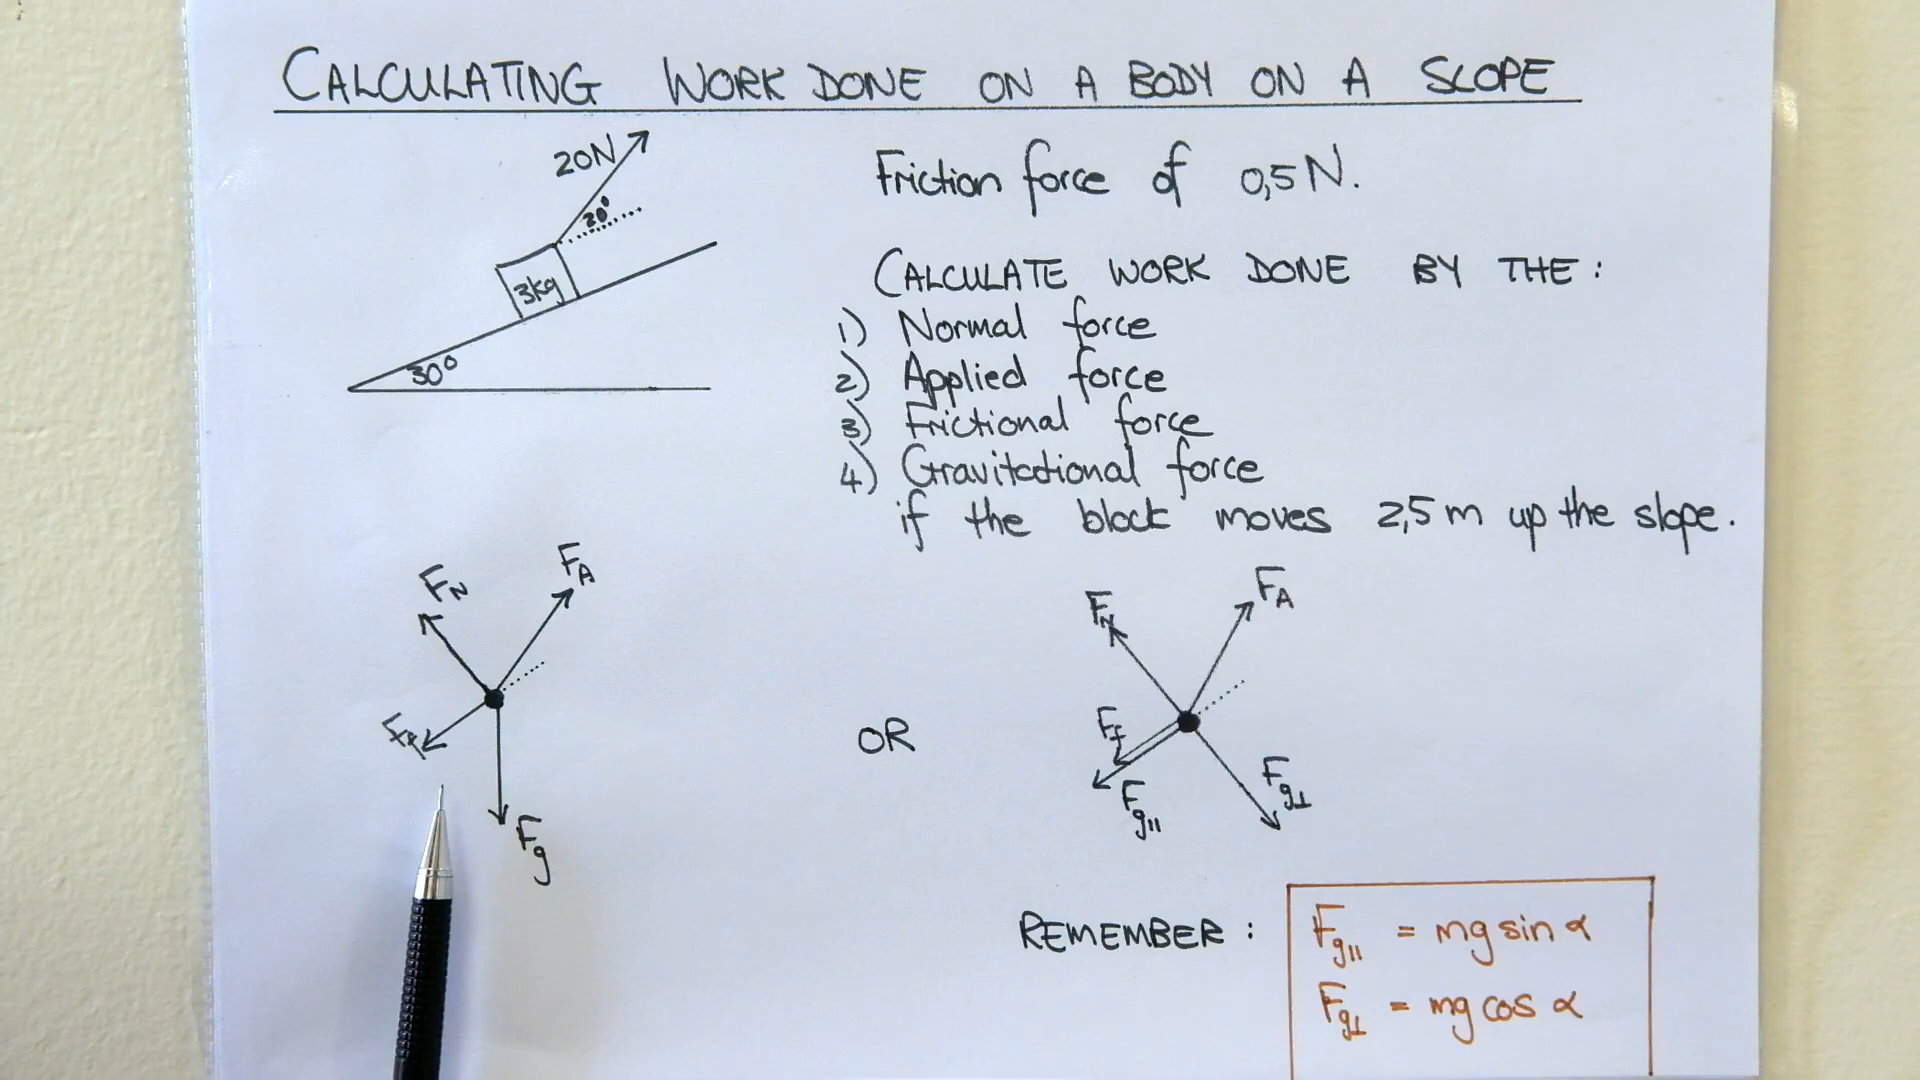 CALCULATING WORK DONE ON A BODY ON A SLOPE
20N
20°
3kg
30°
Friction force of 0,5N.
CALCULATE WORK DONE BY THE:
1) Normal force
2) Applied force
3) Frictional force
4) Gravitational force
if the block moves 2,5m up the slope.
FN
FA
Ff
Fg
OR
FN
FA
Ff
Fg||
Fg⊥
REMEMBER:
Fg|| = mg sin α
Fg⊥ = mg cos α